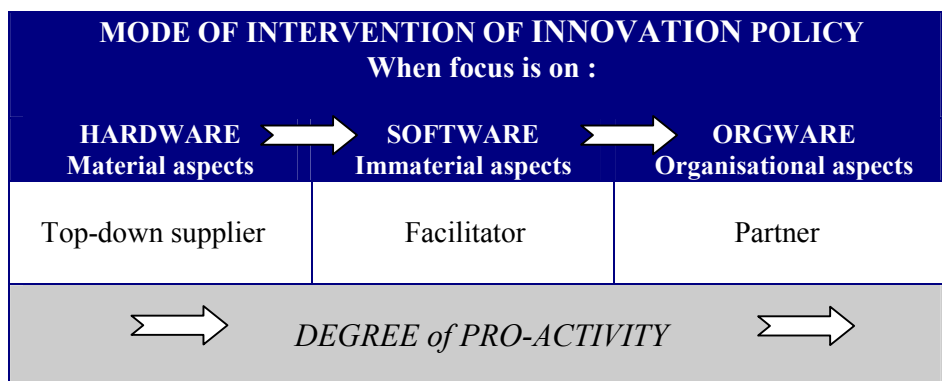 MODE OF INTERVENTION OF INNOVATION POLICY
When focus is on :
HARDWARE SOFTWARE ORGWARE
Material aspects Immaterial aspects Organisational aspects
Top-down supplier Facilitator Partner
DEGREE of PRO-ACTIVITY